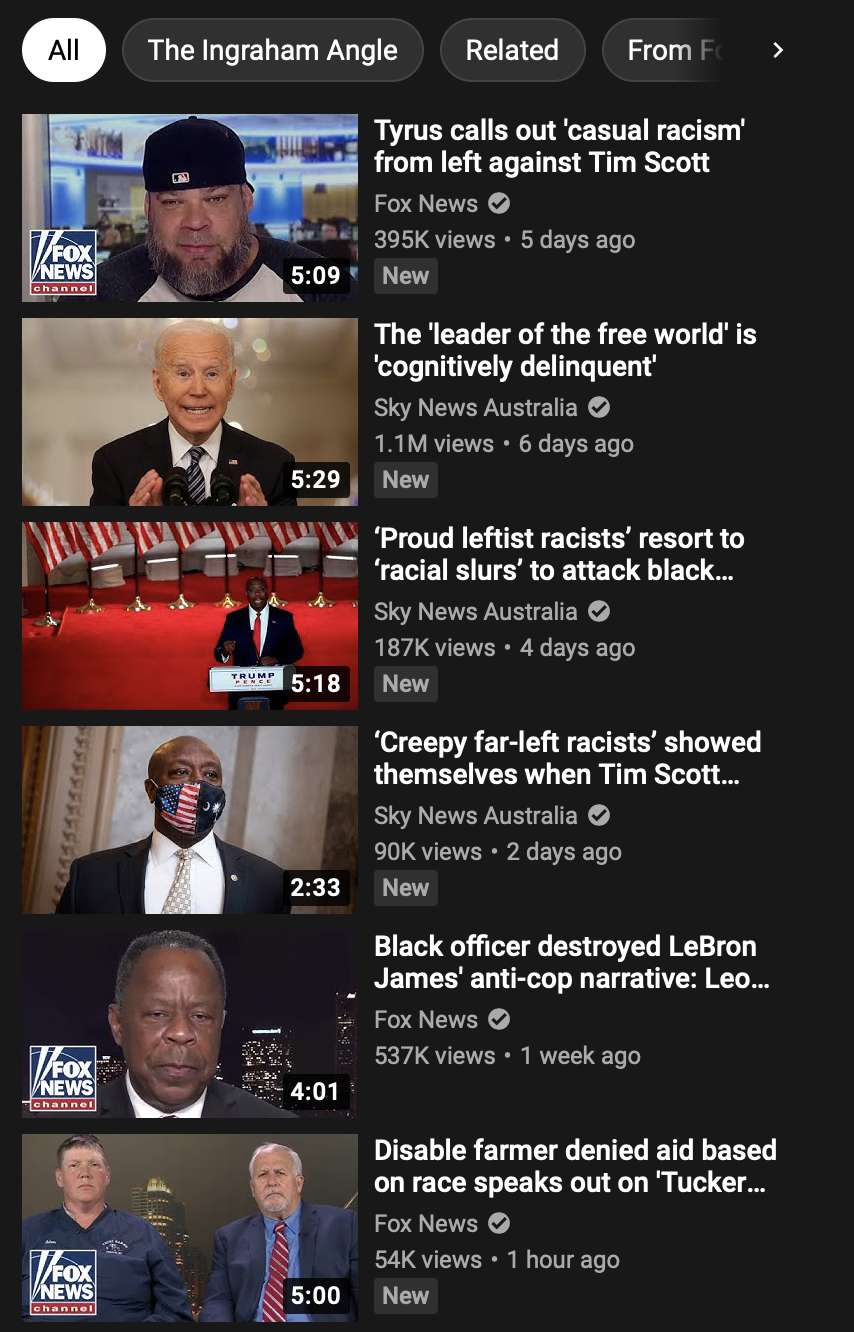 All
The Ingraham Angle
Related
From Fo
Tyrus calls out 'casual racism'
from left against Tim Scott
Fox News
395K views • 5 days ago
New
FOX
NEWS
channel
5:09
The 'leader of the free world' is
'cognitively delinquent'
Sky News Australia
1.1M views • 6 days ago
New
5:29
‘Proud leftist racists’ resort to
‘racial slurs’ to attack black...
Sky News Australia
187K views • 4 days ago
New
TRUMP
PENCE
5:18
‘Creepy far-left racists’ showed
themselves when Tim Scott...
Sky News Australia
90K views • 2 days ago
New
2:33
Black officer destroyed LeBron
James' anti-cop narrative: Leo...
Fox News
537K views • 1 week ago
FOX
NEWS
channel
4:01
Disable farmer denied aid based
on race speaks out on 'Tucker...
Fox News
54K views • 1 hour ago
New
FOX
NEWS
channel
5:00